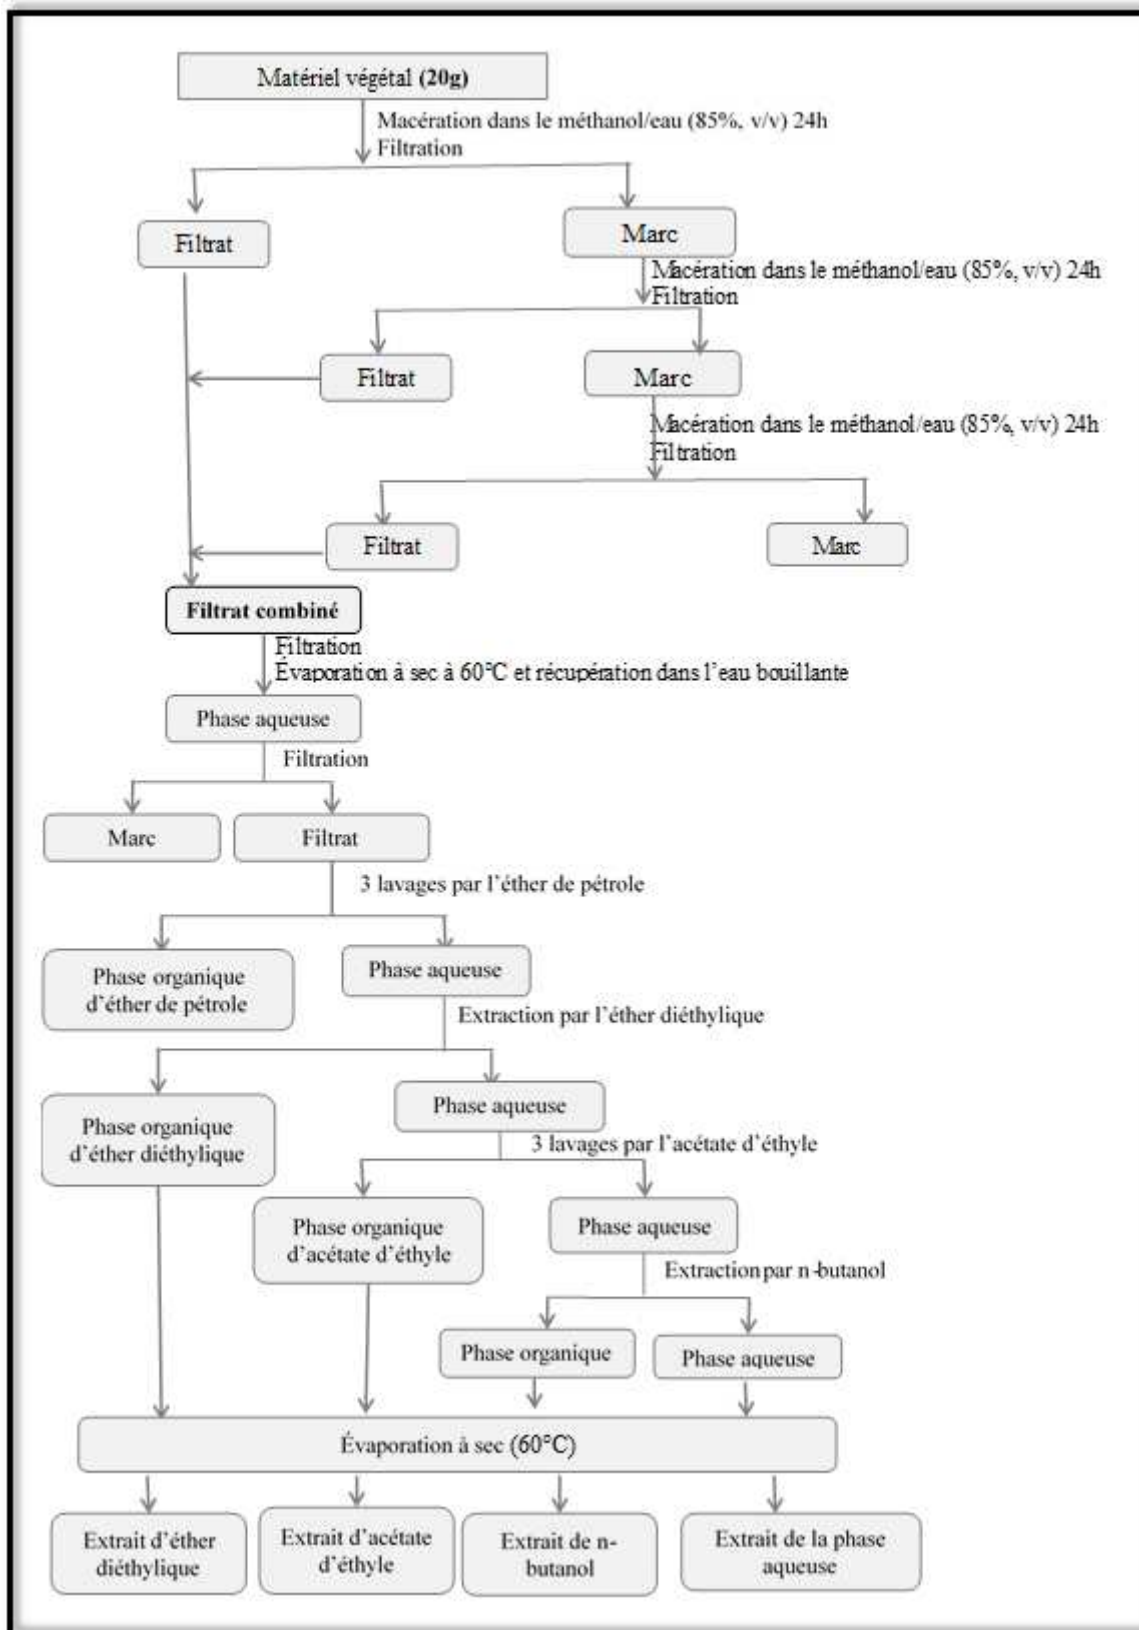 Matériel végétal (20g)
Macération dans le méthanol/eau (85%, v/v) 24h
Filtration
Filtrat
Marc
Macération dans le méthanol/eau (85%, v/v) 24h
Filtration
Filtrat
Marc
Macération dans le méthanol/eau (85%, v/v) 24h
Filtration
Filtrat
Marc
Filtrat combiné
Filtration
Évaporation à sec à 60°C et récupération dans l'eau bouillante
Phase aqueuse
Filtration
Marc
Filtrat
3 lavages par l'éther de pétrole
Phase organique
d'éther de pétrole
Phase aqueuse
Extraction par l'éther diéthylique
Phase organique
d'éther diéthylique
Phase aqueuse
3 lavages par l'acétate d'éthyle
Phase organique
d'acétate d'éthyle
Phase aqueuse
Extraction par n-butanol
Phase organique
Phase aqueuse
Évaporation à sec (60°C)
Extrait d'éther
diéthylique
Extrait d'acétate
d'éthyle
Extrait de n-
butanol
Extrait de la phase
aqueuse